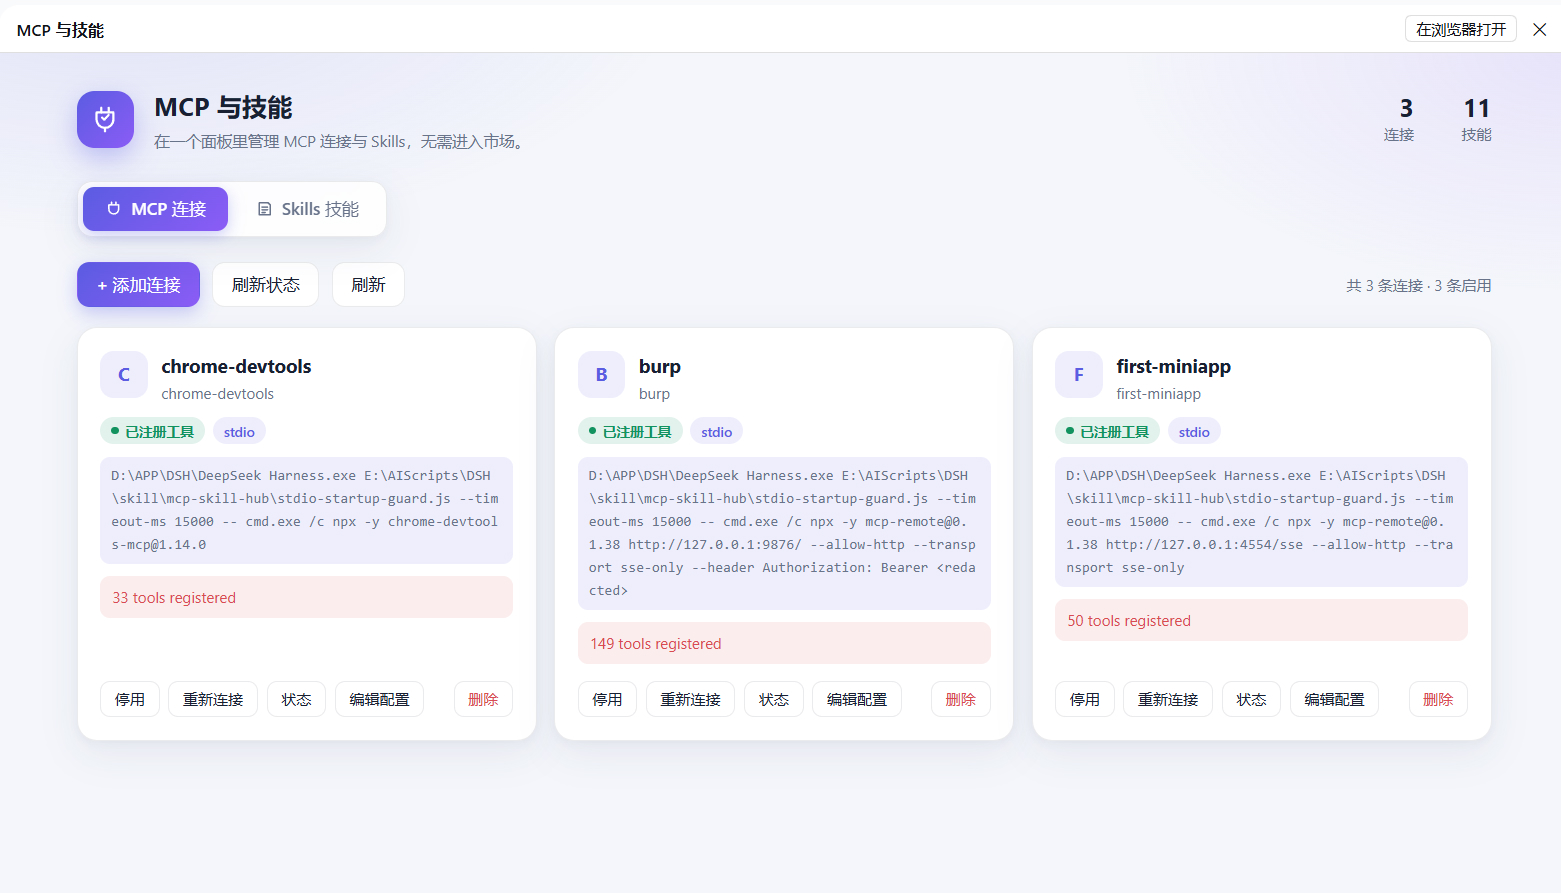 MCP 与技能
在浏览器打开
MCP 与技能
在一个面板里管理 MCP 连接与 Skills，无需进入市场。
3
连接
11
技能
MCP 连接
Skills 技能
+ 添加连接
刷新状态
刷新
共 3 条连接 · 3 条启用
C
chrome-devtools
chrome-devtools
已注册工具
stdio
D:\APP\DSH\DeepSeek Harness.exe E:\AIScripts\DSH
\skill\mcp-skill-hub\stdio-startup-guard.js --tim
eout-ms 15000 -- cmd.exe /c npx -y chrome-devtool
s-mcp@1.14.0
33 tools registered
停用
重新连接
状态
编辑配置
删除
B
burp
burp
已注册工具
stdio
D:\APP\DSH\DeepSeek Harness.exe E:\AIScripts\DSH
\skill\mcp-skill-hub\stdio-startup-guard.js --tim
eout-ms 15000 -- cmd.exe /c npx -y mcp-remote@0.
1.38 http://127.0.0.1:9876/ --allow-http --transp
ort sse-only --header Authorization: Bearer <reda
cted>
149 tools registered
停用
重新连接
状态
编辑配置
删除
F
first-miniapp
first-miniapp
已注册工具
stdio
D:\APP\DSH\DeepSeek Harness.exe E:\AIScripts\DSH
\skill\mcp-skill-hub\stdio-startup-guard.js --tim
eout-ms 15000 -- cmd.exe /c npx -y mcp-remote@0.
1.38 http://127.0.0.1:4554/sse --allow-http --tra
nsport sse-only
50 tools registered
停用
重新连接
状态
编辑配置
删除